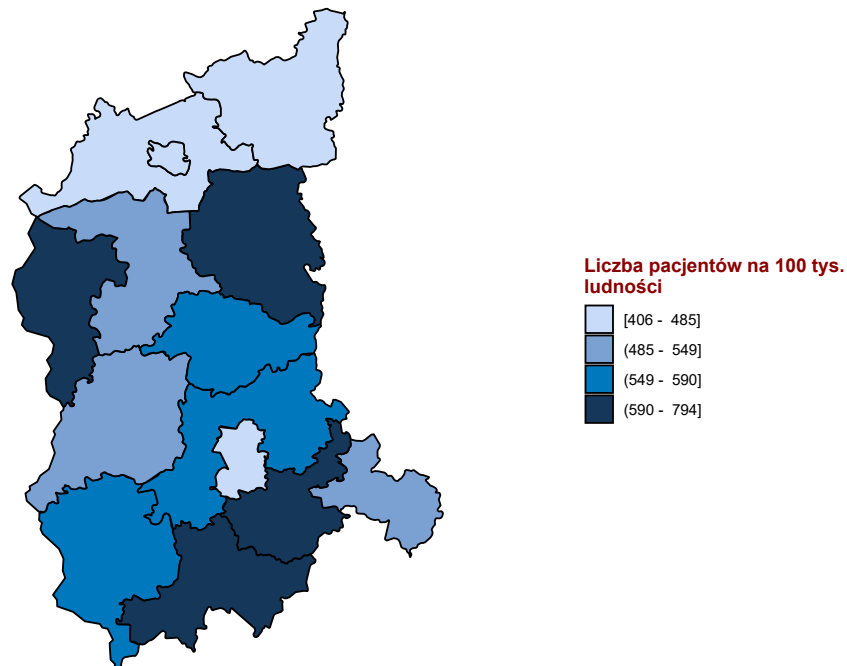 Liczba pacjentów na 100 tys.
ludności
[406 -  485]
(485 -  549]
(549 -  590]
(590 -  794]